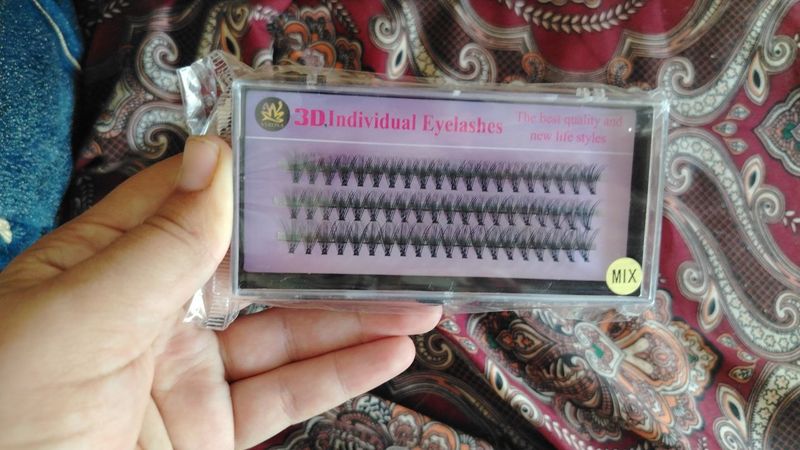 3D.Individual Eyelashes
The best quality and
new life styles
MIX